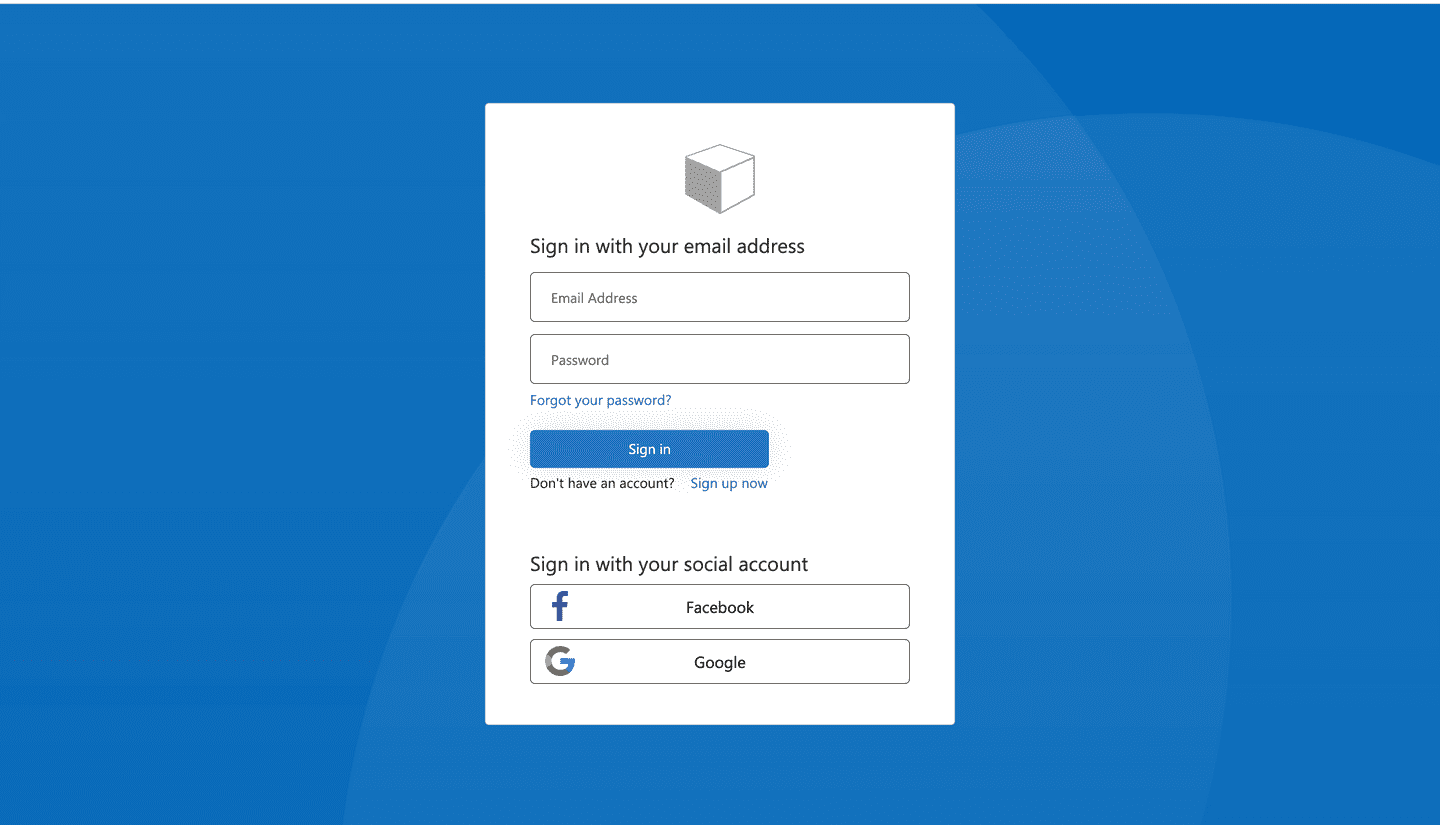 Sign in with your email address
Email Address
Password
Forgot your password?
Sign in
Don't have an account? Sign up now
Sign in with your social account
Facebook
Google